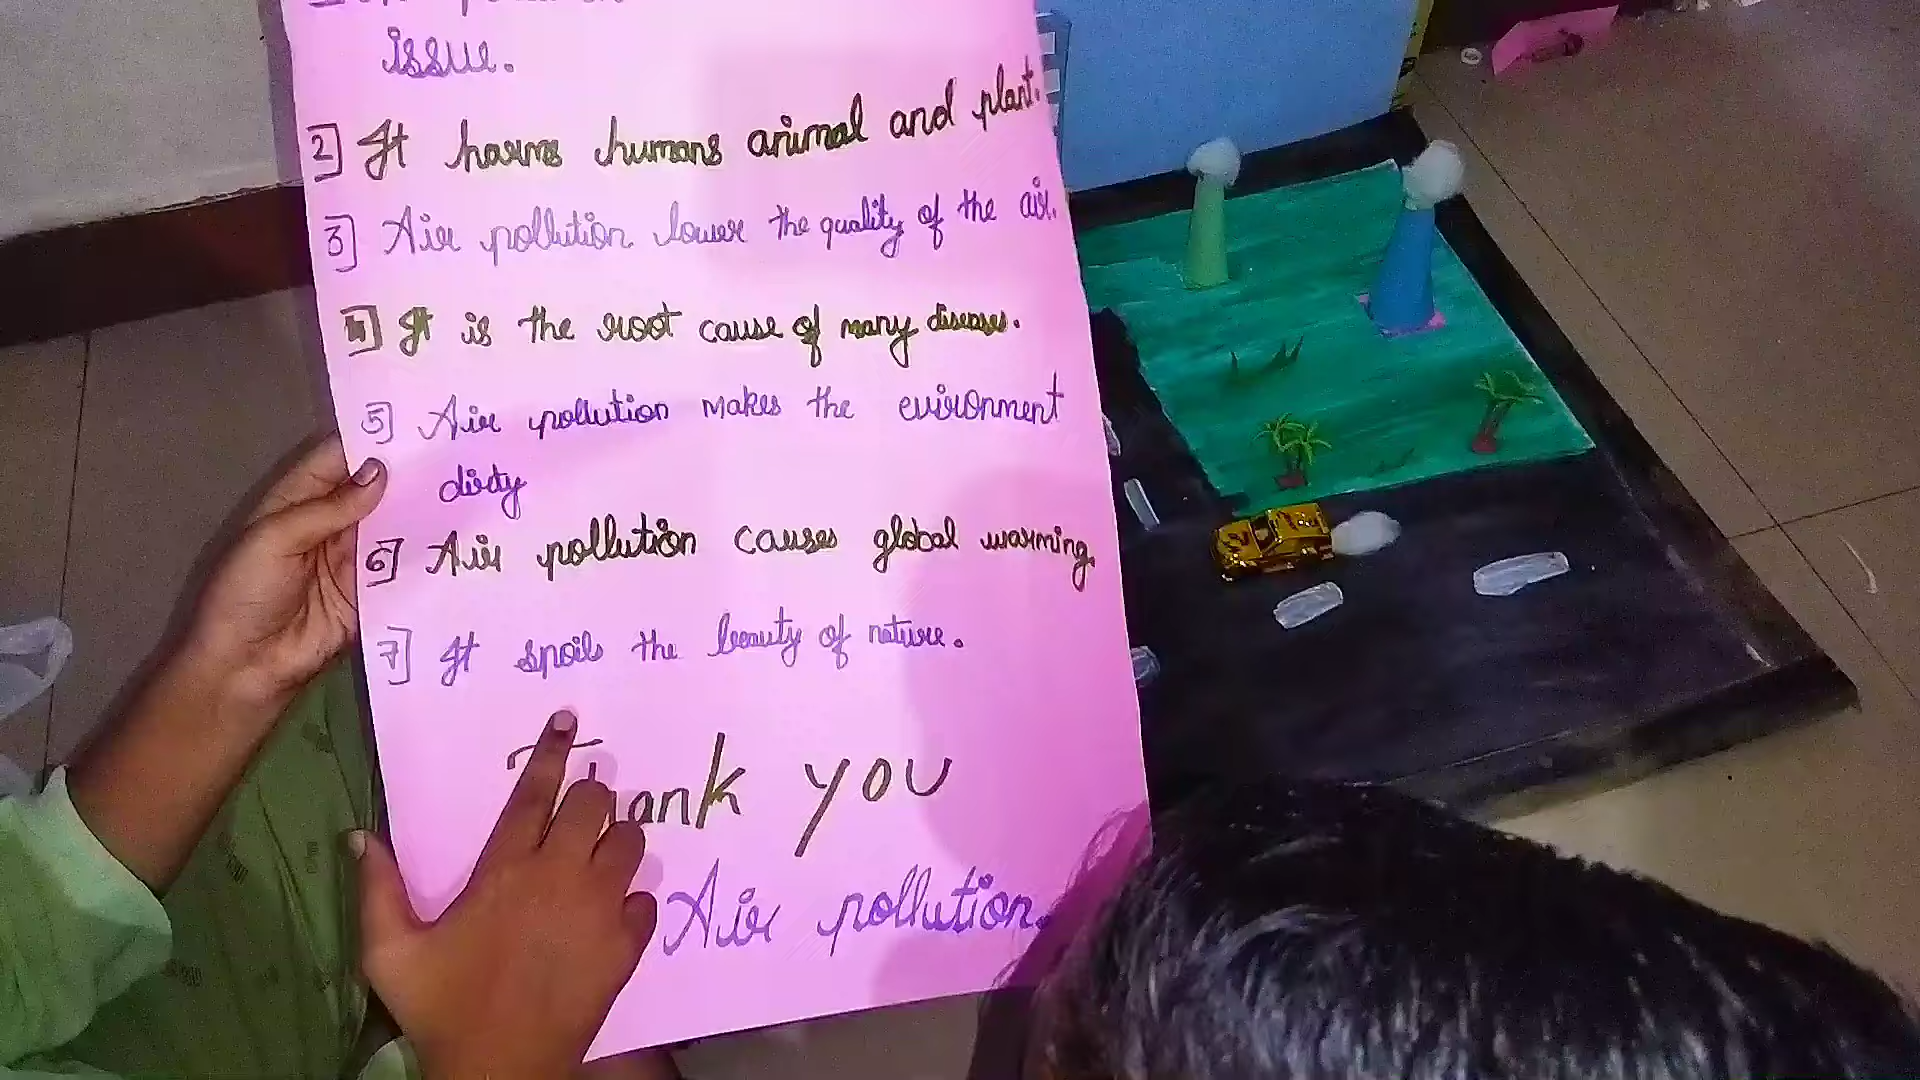 issue.
2] It harms humans animal and plant.
3] Air pollution lower the quality of the air.
4] It is the root cause of many diseases.
5] Air pollution makes the evironment
dirty
6] Air pollution causes global warming.
7] It spoils the beauty of nature.
Thank you
Air pollution.